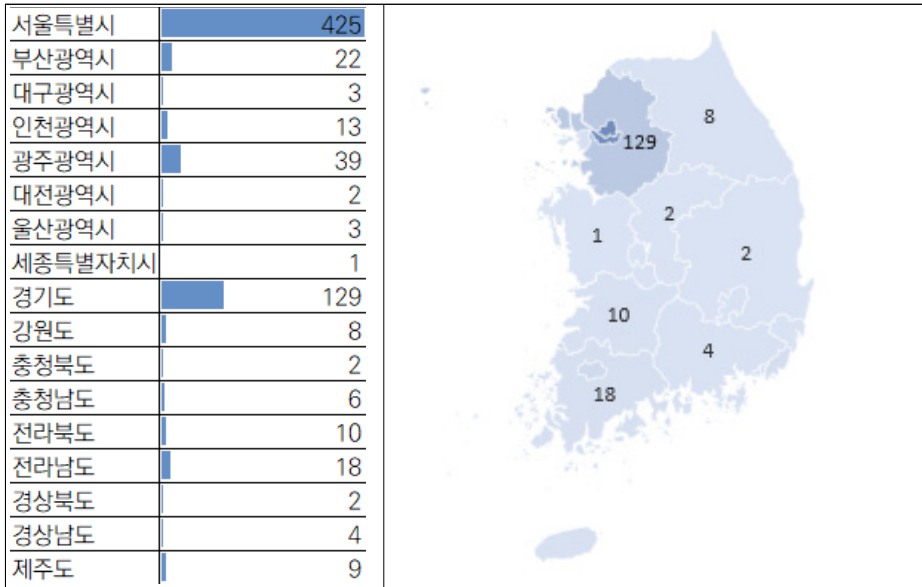 서울특별시 425
부산광역시 22
대구광역시 3
인천광역시 13
광주광역시 39
대전광역시 2
울산광역시 3
세종특별자치시 1
경기도 129
강원도 8
충청북도 2
충청남도 6
전라북도 10
전라남도 18
경상북도 2
경상남도 4
제주도 9
8
129
2
1
2
10
4
18